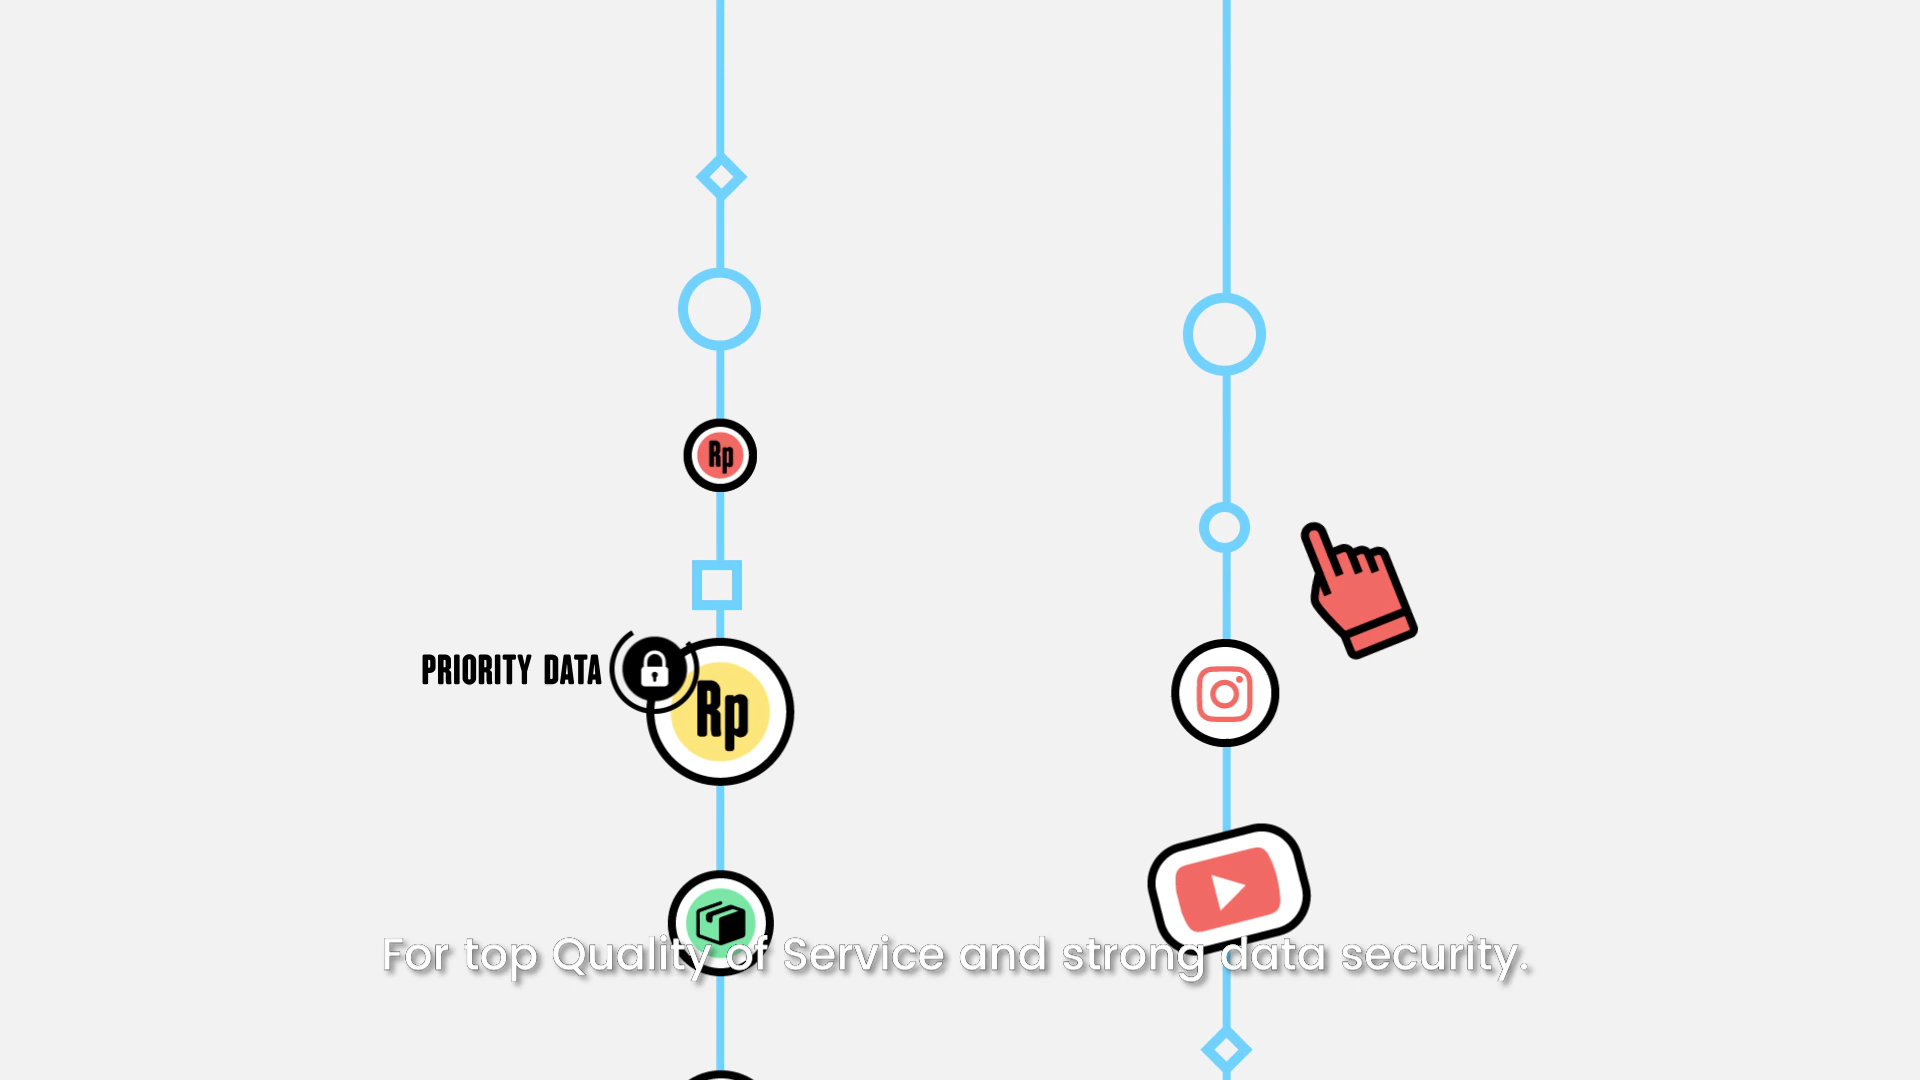 Rp
PRIORITY DATA
Rp
For top Quality of Service and strong data security.